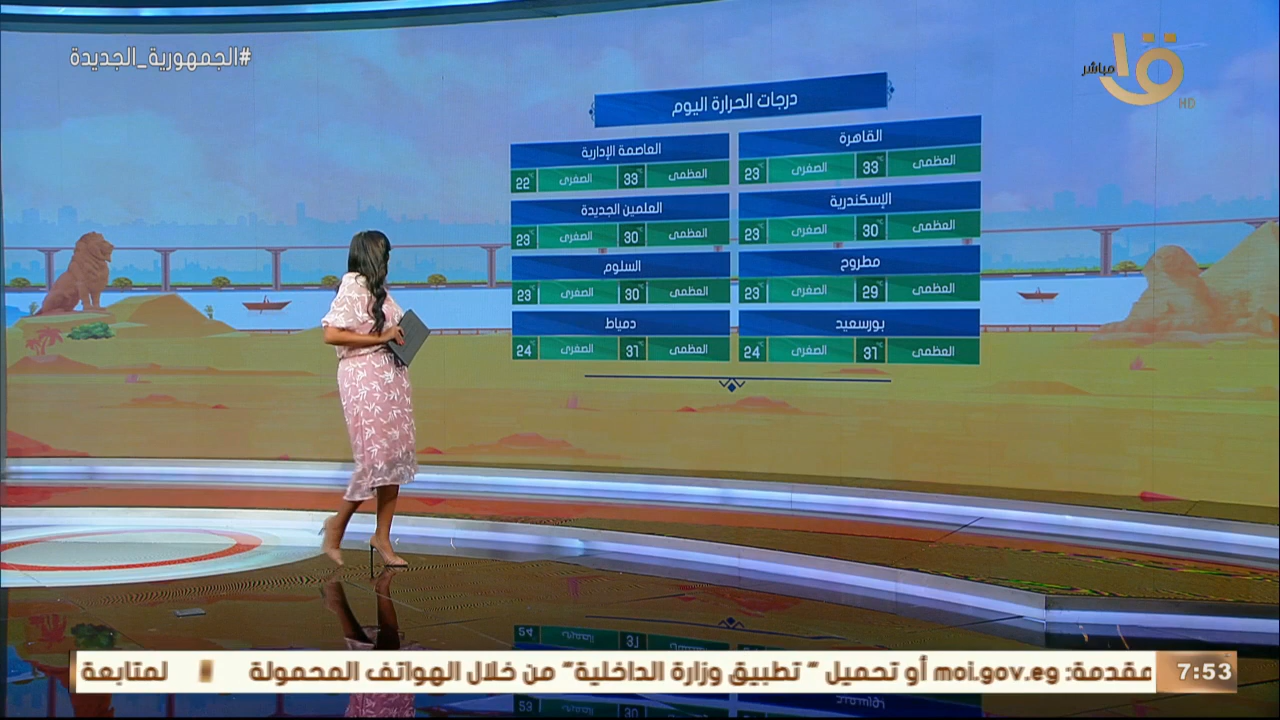 #الجمهورية_الجديدة
مباشر
HD
درجات الحرارة اليوم
القاهرة
العظمى 33 الصغرى 23
العاصمة الإدارية
العظمى 33 الصغرى 22
الإسكندرية
العظمى 30 الصغرى 23
العلمين الجديدة
العظمى 30 الصغرى 23
مطروح
العظمى 29 الصغرى 23
السلوم
العظمى 30 الصغرى 23
بورسعيد
العظمى 31 الصغرى 24
دمياط
العظمى 31 الصغرى 24
7:53
مقدمة: moi.gov.eg أو تحميل " تطبيق وزارة الداخلية" من خلال الهواتف المحمولة لمتابعة